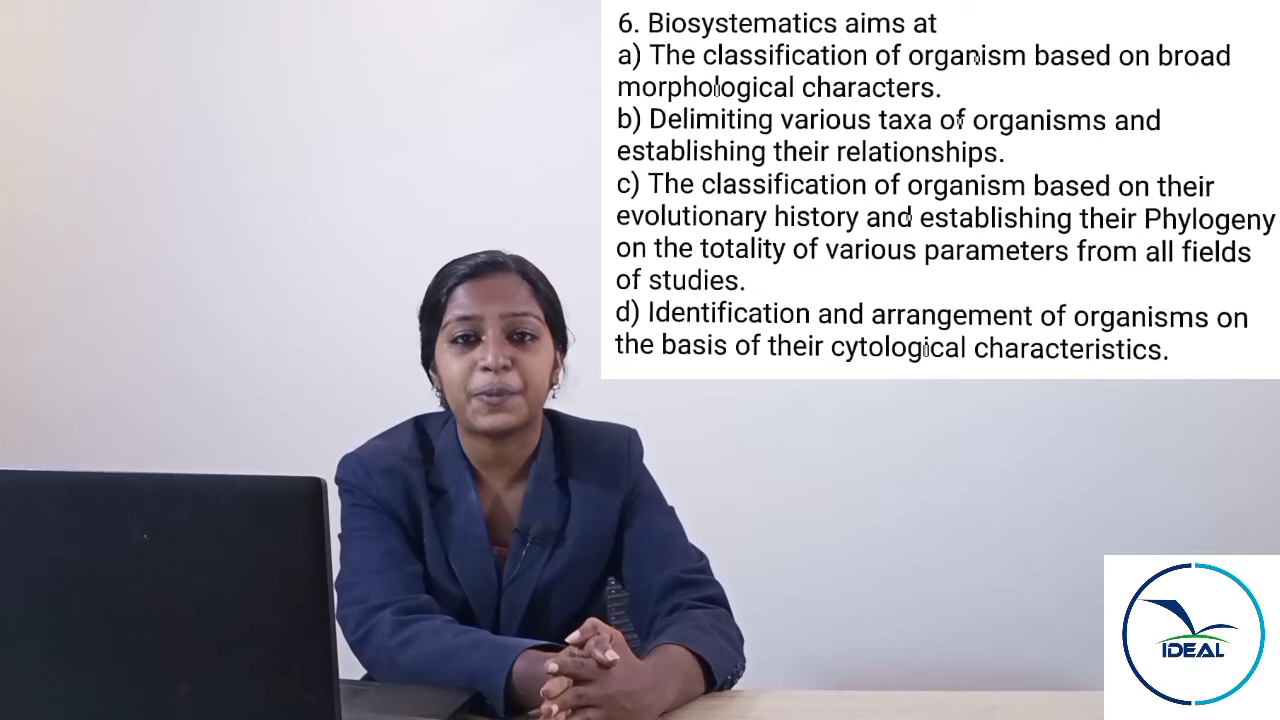 6. Biosystematics aims at
a) The classification of organism based on broad
morphological characters.
b) Delimiting various taxa of organisms and
establishing their relationships.
c) The classification of organism based on their
evolutionary history and establishing their Phylogeny
on the totality of various parameters from all fields
of studies.
d) Identification and arrangement of organisms on
the basis of their cytological characteristics.
IDEAL